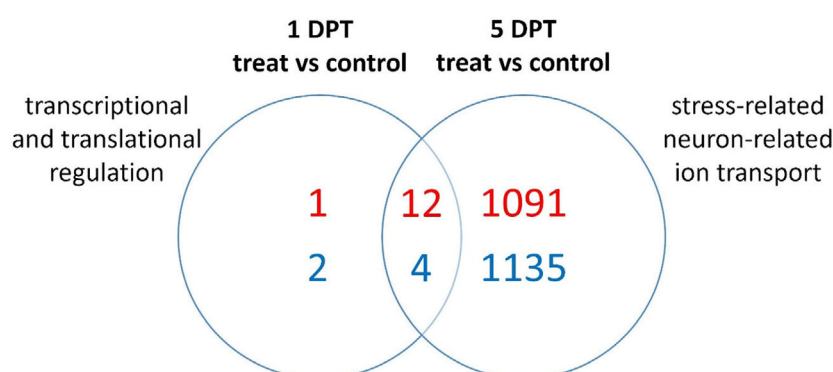 1 DPT
treat vs control
5 DPT
treat vs control
transcriptional
and translational
regulation
stress-related
neuron-related
ion transport
1 12 1091
2 4 1135